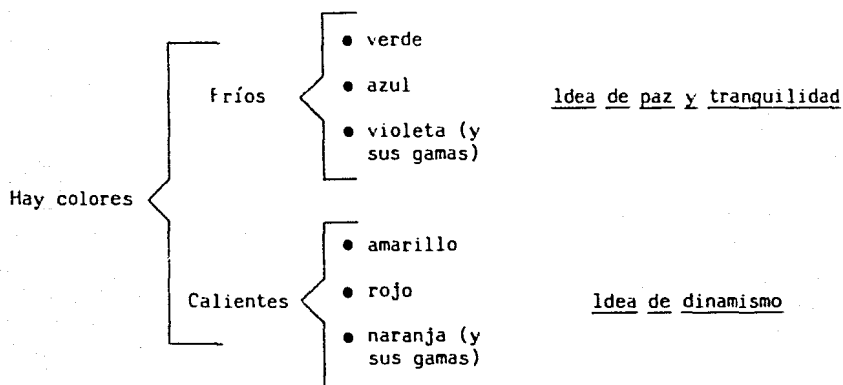 Hay colores
Fríos
● verde
● azul
● violeta (y
sus gamas)
Idea de paz y tranquilidad
Calientes
● amarillo
● rojo
● naranja (y
sus gamas)
Idea de dinamismo